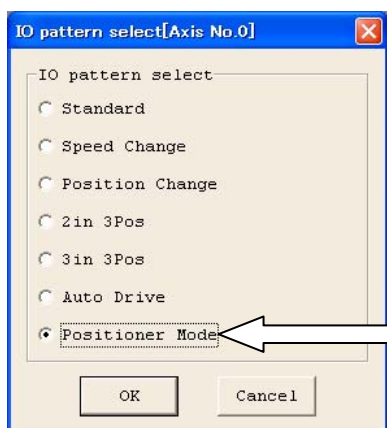 IO pattern select[Axis No.0]
IO pattern select
Standard
Speed Change
Position Change
2in 3Pos
3in 3Pos
Auto Drive
Positioner Mode
OK Cancel